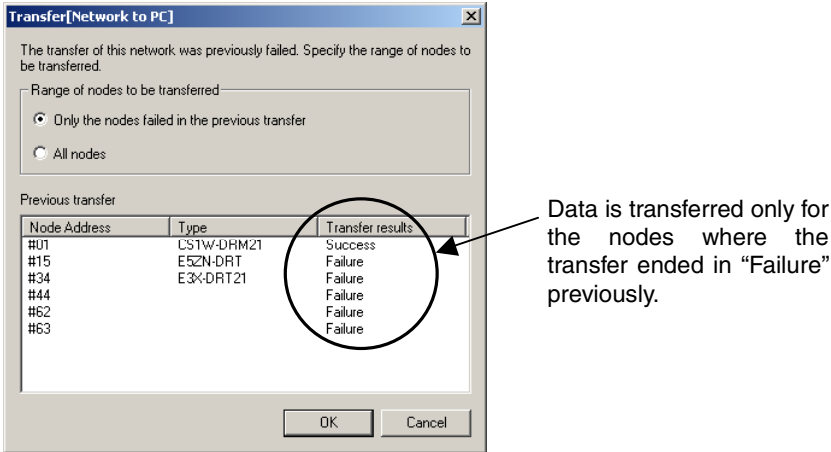 Transfer[Network to PC]
The transfer of this network was previously failed. Specify the range of nodes to
be transferred.
Range of nodes to be transferred
Only the nodes failed in the previous transfer
All nodes
Previous transfer
Node Address Type Transfer results
#01 CS1W-DRM21 Success
#15 E5ZN-DRT Failure
#34 E3X-DRT21 Failure
#44 Failure
#62 Failure
#63 Failure
OK Cancel
Data is transferred only for
the nodes where the
transfer ended in “Failure”
previously.